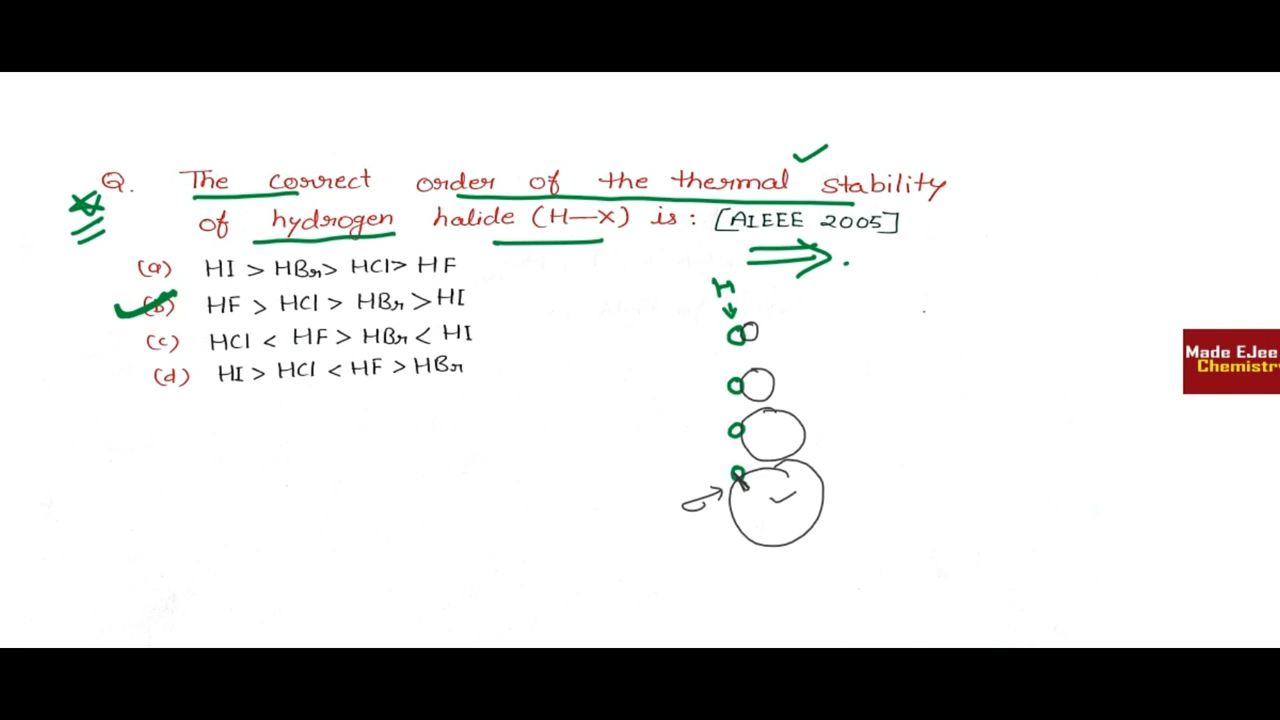 Q. The correct order of the thermal stability
of hydrogen halide (H—X) is: [AIEEE 2005]
(a) HI > HBr > HCl > HF
(b) HF > HCl > HBr > HI
(c) HCl < HF > HBr < HI
(d) HI > HCl < HF > HBr
H
Made EJee
Chemistry